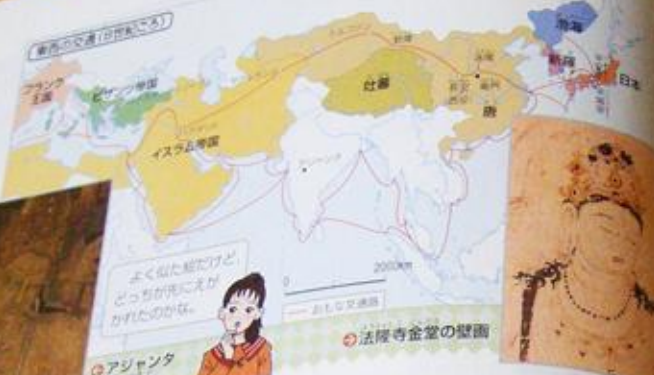 東西の交通(8世紀ころ)
フランク
王国
ビザンツ帝国
イスラム帝国
吐蕃
唐
長安
渤海
新羅
日本
アジャンタ
よく似た絵だけど、
どっちが先にえが
かれたのかな。
0
2000km
おもな交通路
アジャンタ
法隆寺金堂の壁画